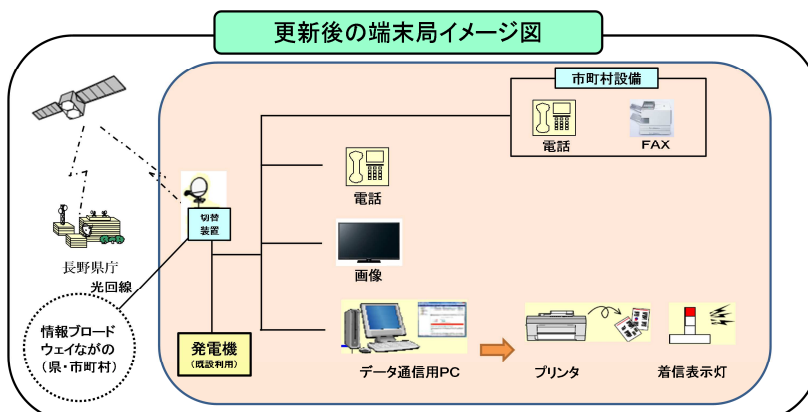 更新後の端末局イメージ図
市町村設備
電話
FAX
電話
切替
装置
長野県庁
光回線
画像
情報ブロード
ウェイながの
（県・市町村）
発電機
（既設利用）
データ通信用PC
プリンタ
着信表示灯